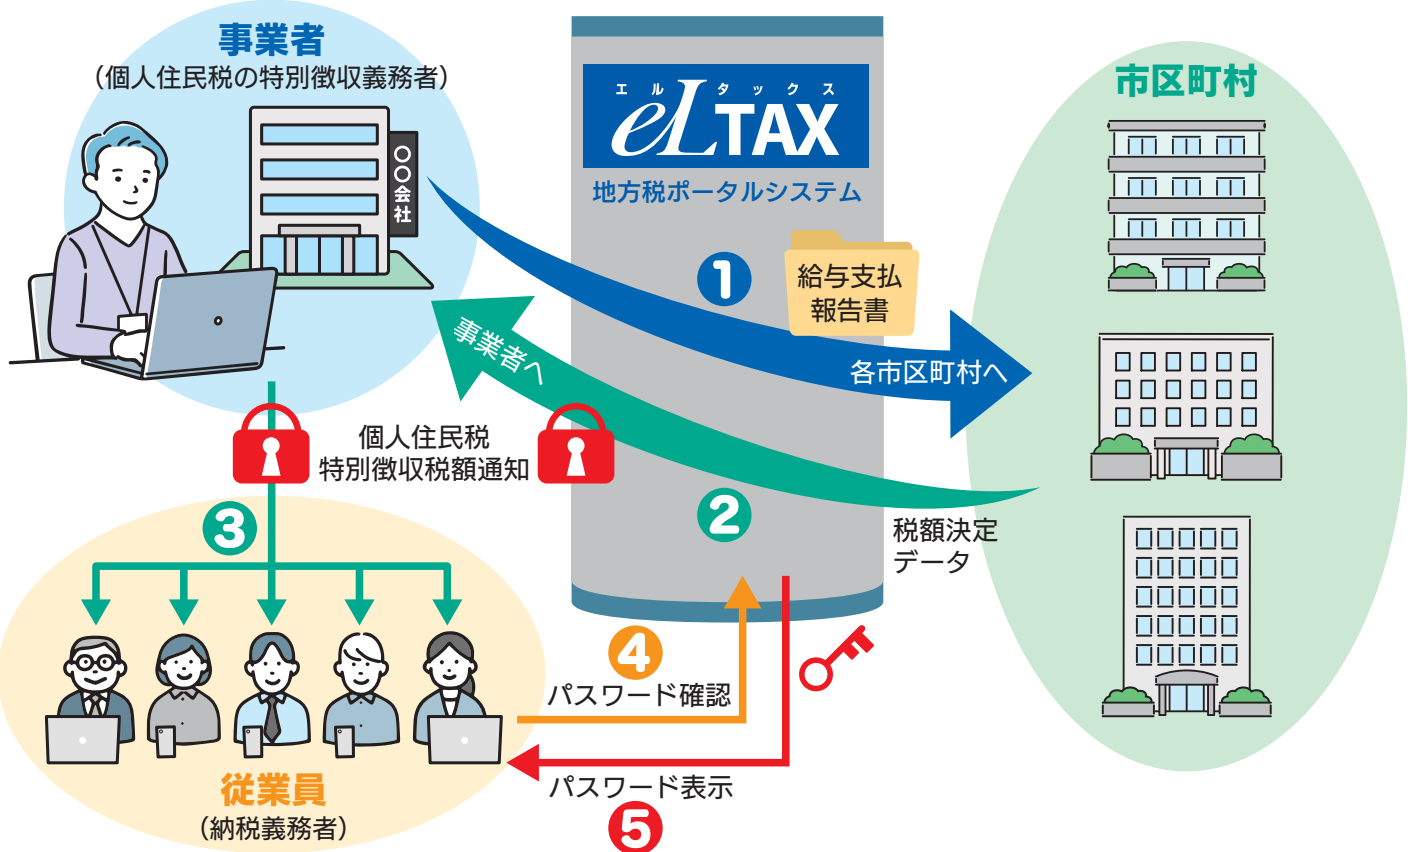 事業者
（個人住民税の特別徴収義務者）
〇〇会社
エルタックス
eLTAX
地方税ポータルシステム
市区町村
1
給与支払
報告書
各市区町村へ
事業者へ
個人住民税
特別徴収税額通知
2
税額決定
データ
3
4
パスワード確認
パスワード表示
5
従業員
（納税義務者）